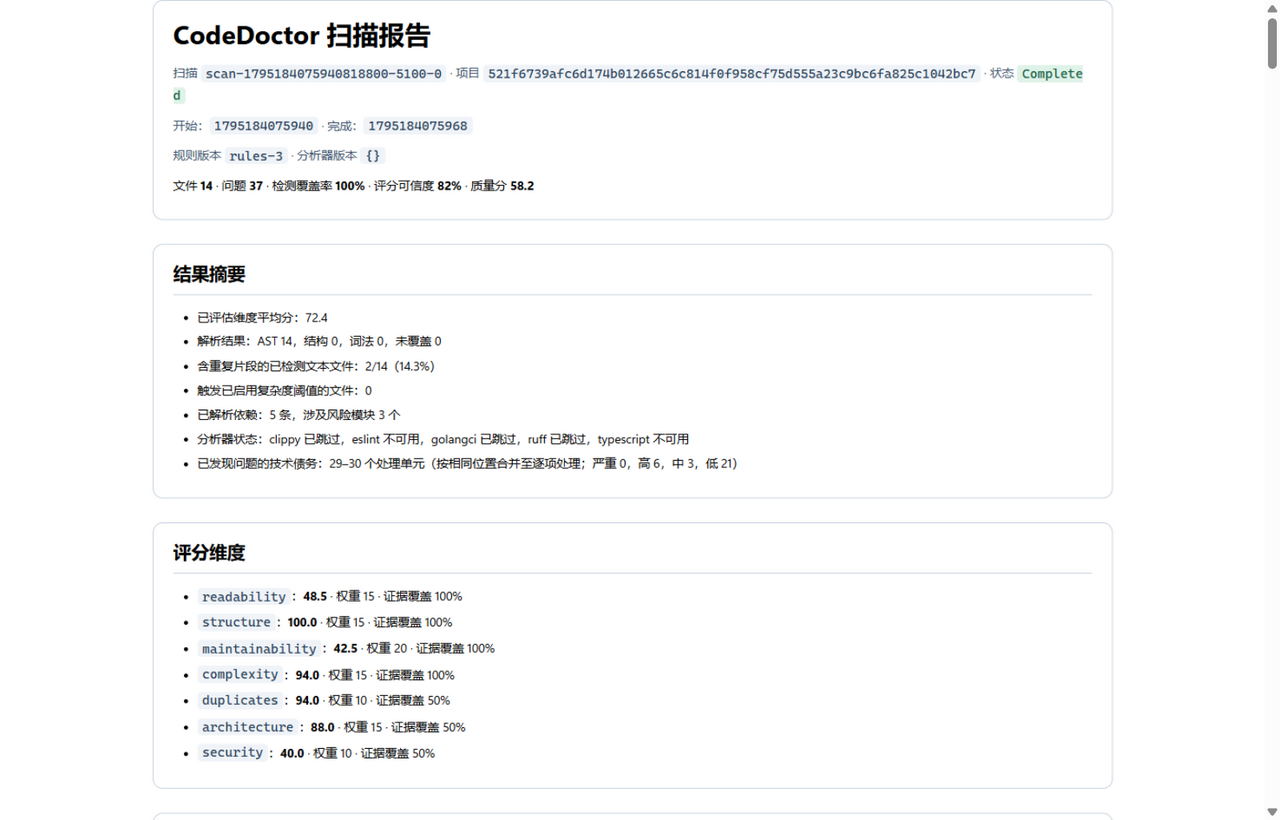 CodeDoctor 扫描报告
扫描 scan-1795184075940818800-5100-0 · 项目 521f6739afc6d174b012665c6c814f0f958cf75d555a23c9bc6fa825c1042bc7 · 状态 Complete
d
开始： 1795184075940 · 完成： 1795184075968
规则版本 rules-3 · 分析器版本 {}
文件 14 · 问题 37 · 检测覆盖率 100% · 评分可信度 82% · 质量分 58.2
结果摘要
已评估维度平均分：72.4
解析结果：AST 14，结构 0，词法 0，未覆盖 0
含重复片段的已检测文本文件：2/14（14.3%）
触发已启用复杂度阈值的文件：0
已解析依赖：5 条，涉及风险模块 3 个
分析器状态：clippy 已跳过，eslint 不可用，golangci 已跳过，ruff 已跳过，typescript 不可用
已发现问题的技术债务：29–30 个处理单元（按相同位置合并至逐项处理；严重 0，高 6，中 3，低 21）
评分维度
readability ： 48.5 · 权重 15 · 证据覆盖 100%
structure ： 100.0 · 权重 15 · 证据覆盖 100%
maintainability ： 42.5 · 权重 20 · 证据覆盖 100%
complexity ： 94.0 · 权重 15 · 证据覆盖 100%
duplicates ： 94.0 · 权重 10 · 证据覆盖 50%
architecture ： 88.0 · 权重 15 · 证据覆盖 50%
security ： 40.0 · 权重 10 · 证据覆盖 50%